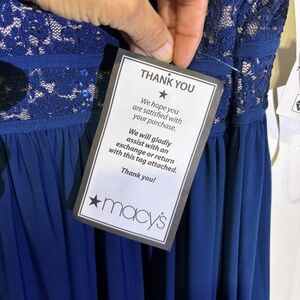 THANK YOU
We hope you
are satisfied with
your purchase.
We will gladly
assist with an
exchange or return
with this tag attached.
Thank you!
macy's